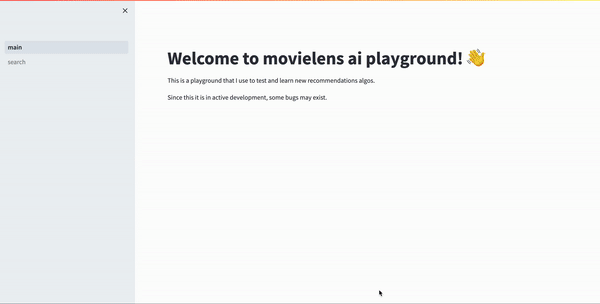 main
search
Welcome to movielens ai playground! 👋
This is a playground that I use to test and learn new recommendations algos.
Since this it is in active development, some bugs may exist.